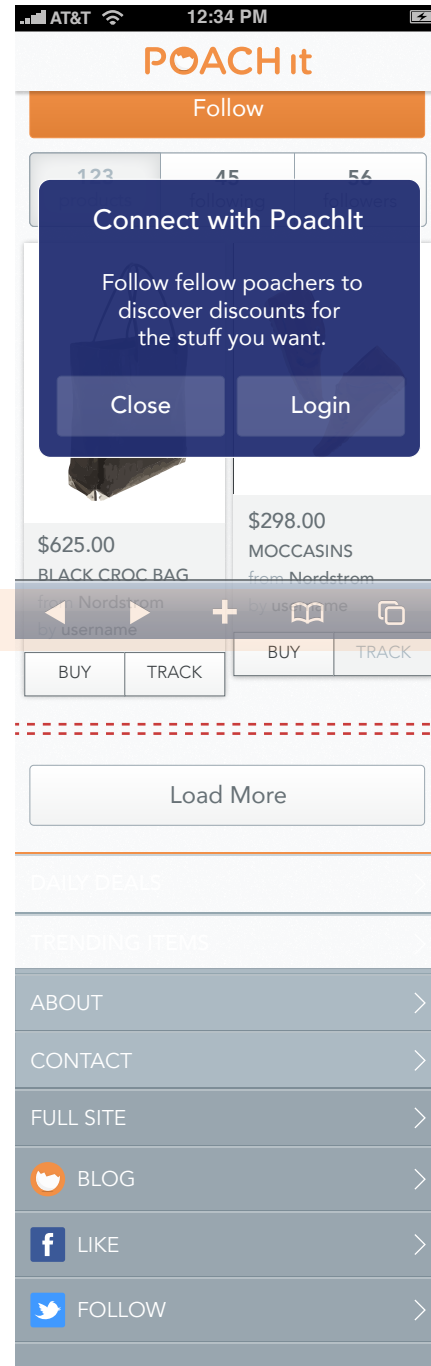 AT&T 12:34 PM
POACH it
Follow
123 45 56
products following followers
Connect with PoachIt
Follow fellow poachers to
discover discounts for
the stuff you want.
Close Login
$625.00
BLACK CROC BAG
from Nordstrom
by username
BUY TRACK
$298.00
MOCCASINS
from Nordstrom
by username
BUY TRACK
Load More
DAILY DEALS
TRENDING ITEMS
ABOUT
CONTACT
FULL SITE
BLOG
LIKE
FOLLOW